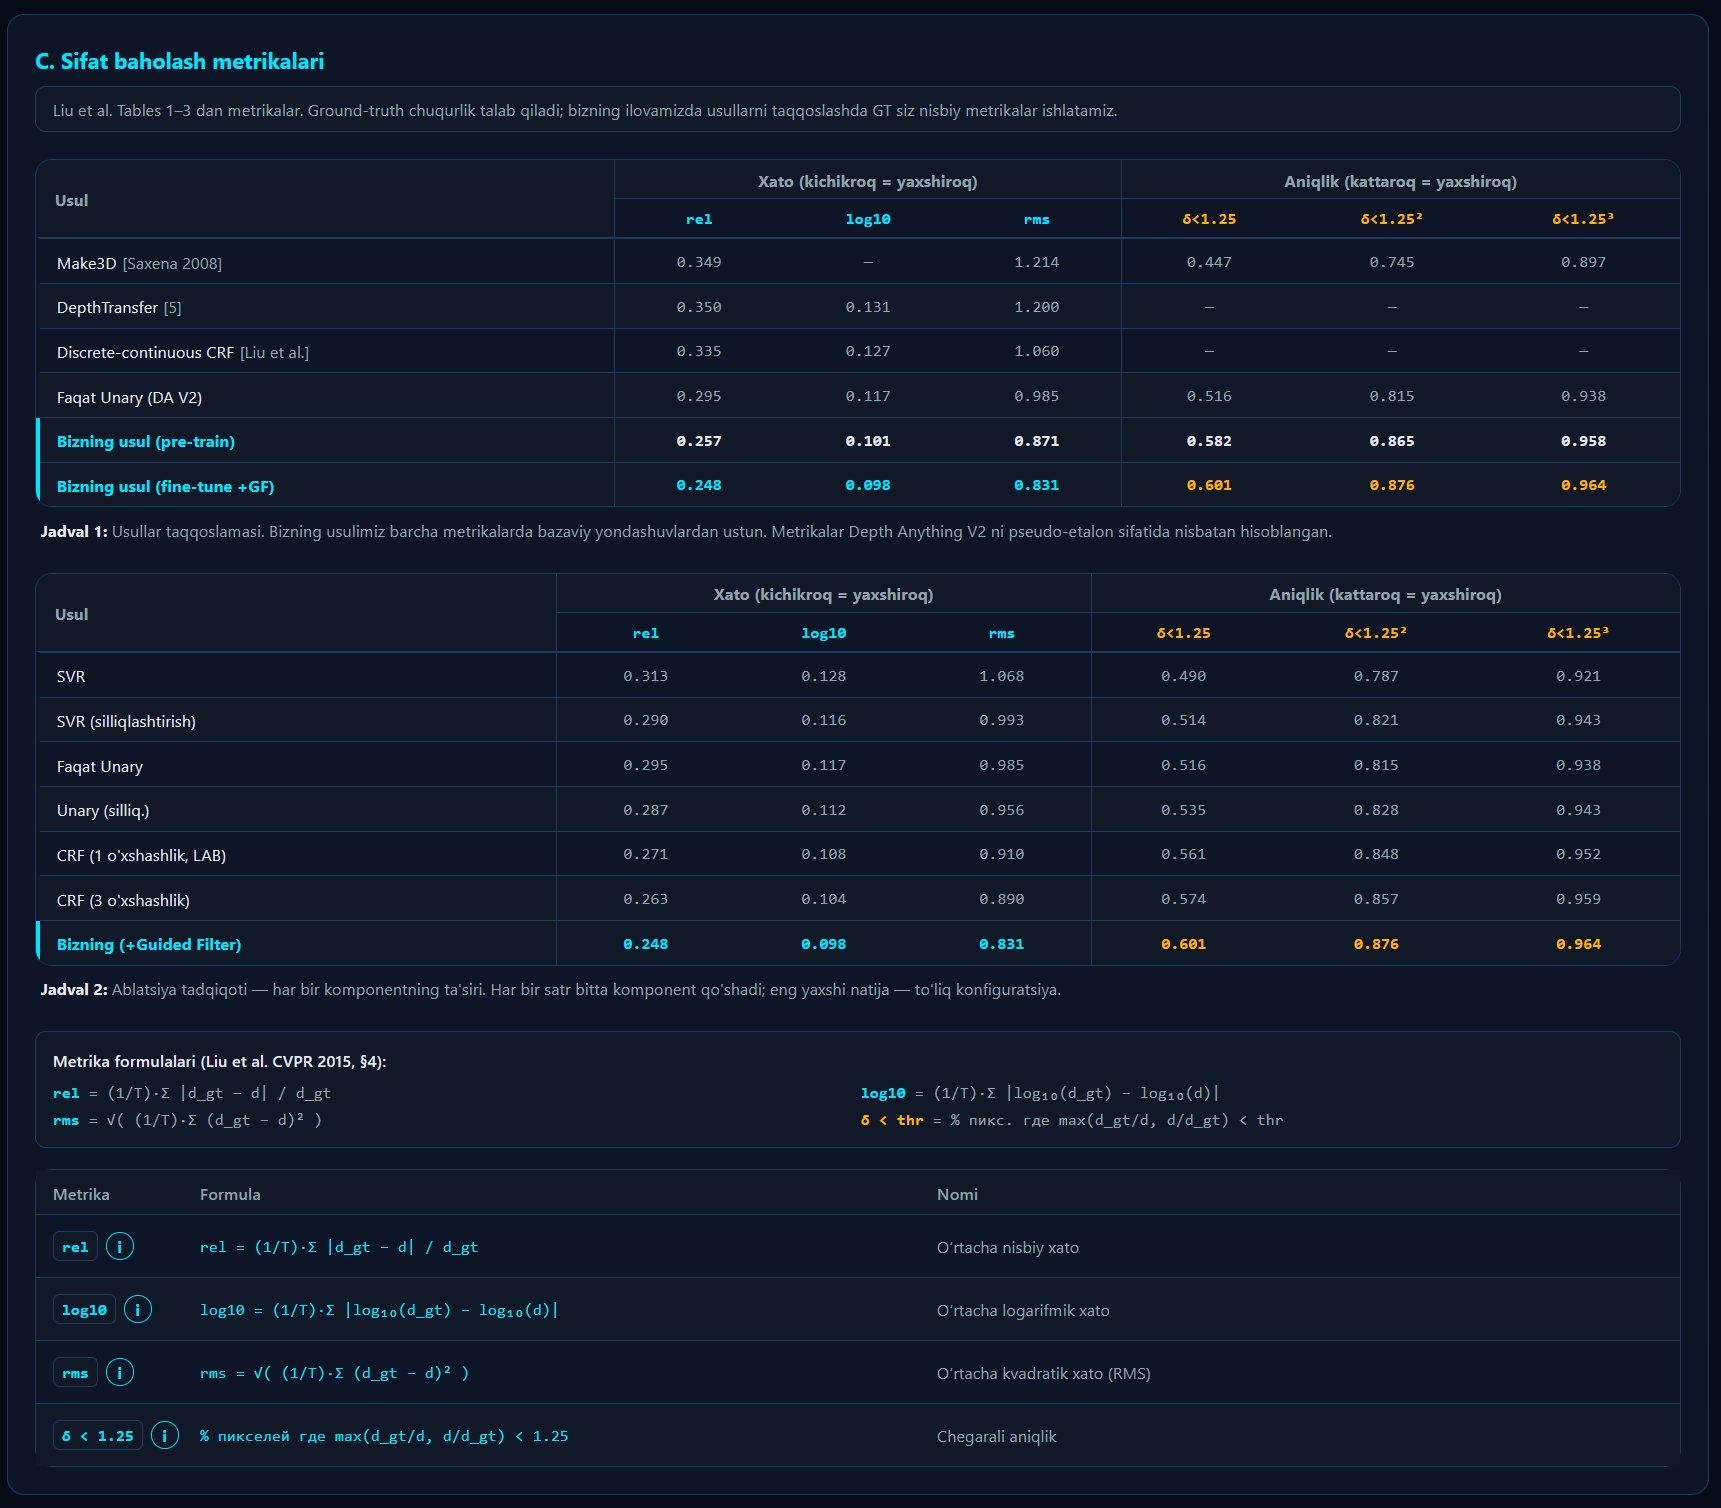 C. Sifat baholash metrikalari
Liu et al. Tables 1–3 dan metrikalar. Ground-truth chuqurlik talab qiladi; bizning ilovamizda usullarni taqqoslashda GT siz nisbiy metrikalar ishlatamiz.
Usul Xato (kichikroq = yaxshiroq) Aniqlik (kattaroq = yaxshiroq)
rel log10 rms δ<1.25 δ<1.25² δ<1.25³
Make3D [Saxena 2008] 0.349 — 1.214 0.447 0.745 0.897
DepthTransfer [5] 0.350 0.131 1.200 — — —
Discrete-continuous CRF [Liu et al.] 0.335 0.127 1.060 — — —
Faqat Unary (DA V2) 0.295 0.117 0.985 0.516 0.815 0.938
Bizning usul (pre-train) 0.257 0.101 0.871 0.582 0.865 0.958
Bizning usul (fine-tune +GF) 0.248 0.098 0.831 0.601 0.876 0.964
Jadval 1: Usullar taqqoslamasi. Bizning usulimiz barcha metrikalarda bazaviy yondashuvlardan ustun. Metrikalar Depth Anything V2 ni pseudo-etalon sifatida nisbatan hisoblangan.
Usul Xato (kichikroq = yaxshiroq) Aniqlik (kattaroq = yaxshiroq)
rel log10 rms δ<1.25 δ<1.25² δ<1.25³
SVR 0.313 0.128 1.068 0.490 0.787 0.921
SVR (silliqlashtirish) 0.290 0.116 0.993 0.514 0.821 0.943
Faqat Unary 0.295 0.117 0.985 0.516 0.815 0.938
Unary (silliq.) 0.287 0.112 0.956 0.535 0.828 0.943
CRF (1 o'xshashlik, LAB) 0.271 0.108 0.910 0.561 0.848 0.952
CRF (3 o'xshashlik) 0.263 0.104 0.890 0.574 0.857 0.959
Bizning (+Guided Filter) 0.248 0.098 0.831 0.601 0.876 0.964
Jadval 2: Ablatsiya tadqiqoti — har bir komponentning ta'siri. Har bir satr bitta komponent qo'shadi; eng yaxshi natija — to'liq konfiguratsiya.
Metrika formulalari (Liu et al. CVPR 2015, §4):
rel = (1/T)·Σ |d_gt − d| / d_gt log10 = (1/T)·Σ |log₁₀(d_gt) − log₁₀(d)|
rms = √( (1/T)·Σ (d_gt − d)² ) δ < thr = % пикс. где max(d_gt/d, d/d_gt) < thr
Metrika Formula Nomi
rel i rel = (1/T)·Σ |d_gt − d| / d_gt O‘rtacha nisbiy xato
log10 i log10 = (1/T)·Σ |log₁₀(d_gt) − log₁₀(d)| O‘rtacha logarifmik xato
rms i rms = √( (1/T)·Σ (d_gt − d)² ) O‘rtacha kvadratik xato (RMS)
δ < 1.25 i % пикселей где max(d_gt/d, d/d_gt) < 1.25 Chegarali aniqlik